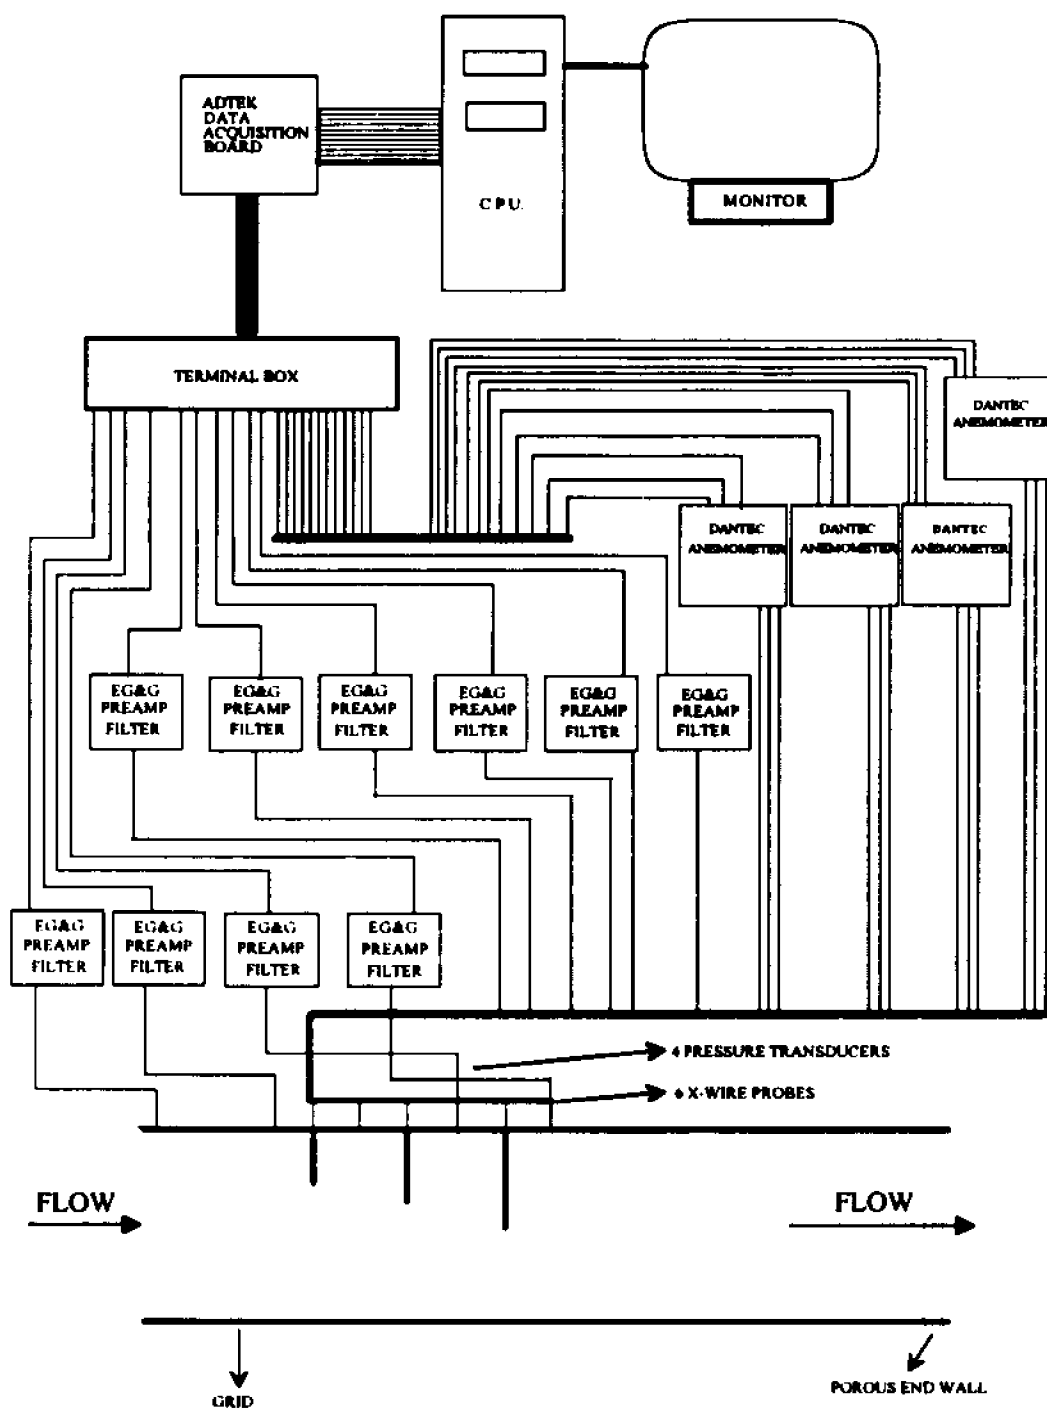 ADTEK
DATA
ACQUISITION
BOARD
C P U.
MONITOR
TERMINAL BOX
DANTEC
ANEMOMETER
DANTEC
ANEMOMETER
DANTEC
ANEMOMETER
DANTEC
ANEMOMETER
EG&G
PREAMP
FILTER
EG&G
PREAMP
FILTER
EG&G
PREAMP
FILTER
EG&G
PREAMP
FILTER
EG&G
PREAMP
FILTER
EG&G
PREAMP
FILTER
EG&G
PREAMP
FILTER
EG&G
PREAMP
FILTER
EG&G
PREAMP
FILTER
EG&G
PREAMP
FILTER
4 PRESSURE TRANSDUCERS
6 X-WIRE PROBES
FLOW
FLOW
GRID
POROUS END WALL